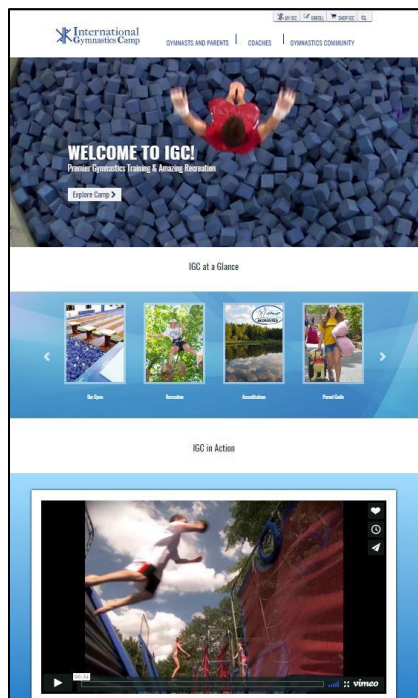 MY IGC ENROLL SHOP IGC
International
Gymnastics Camp
GYMNASTS AND PARENTS COACHES GYMNASTICS COMMUNITY
WELCOME TO IGC!
Premier Gymnastics Training & Amazing Recreation
Explore Camp
IGC at a Glance
Our Gyms Recreation Accreditations Parent Guide
IGC in Action
vimeo